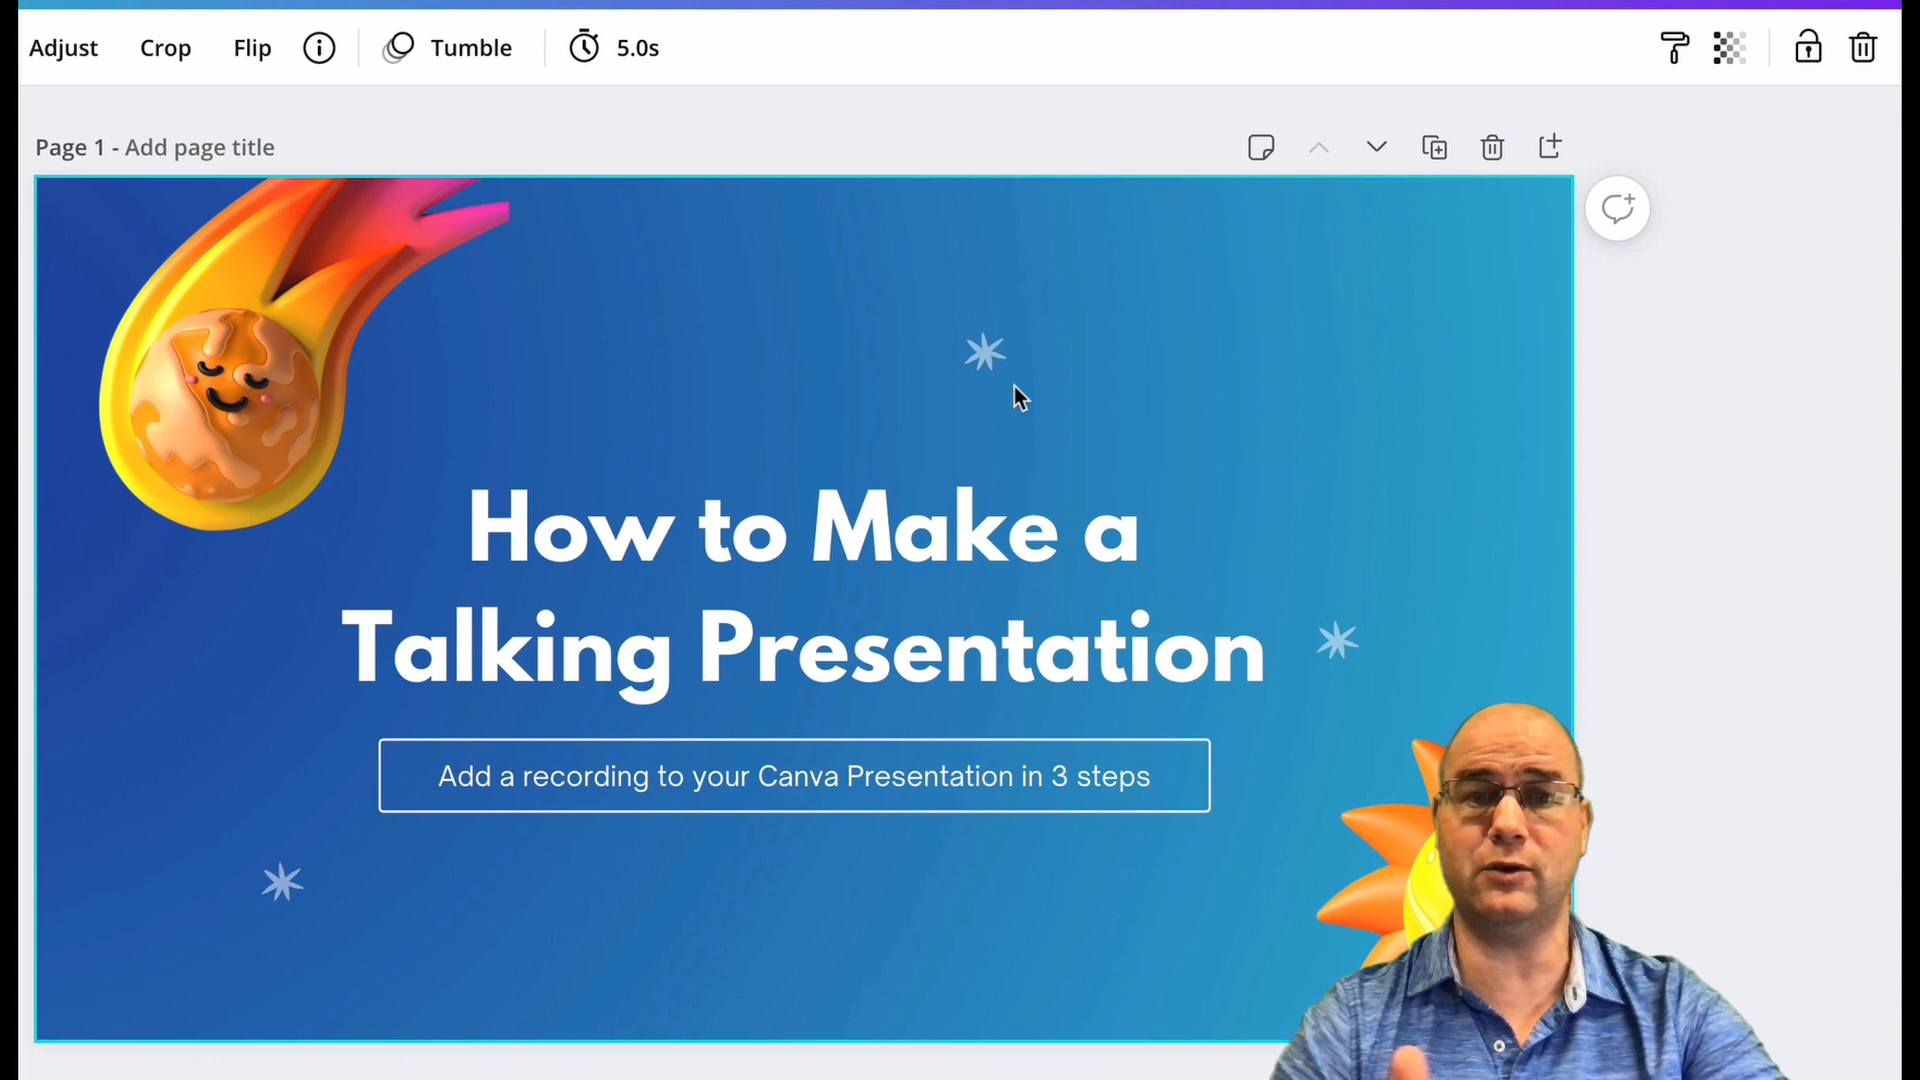 Adjust Crop Flip Tumble 5.0s
Page 1 - Add page title
How to Make a
Talking Presentation
Add a recording to your Canva Presentation in 3 steps